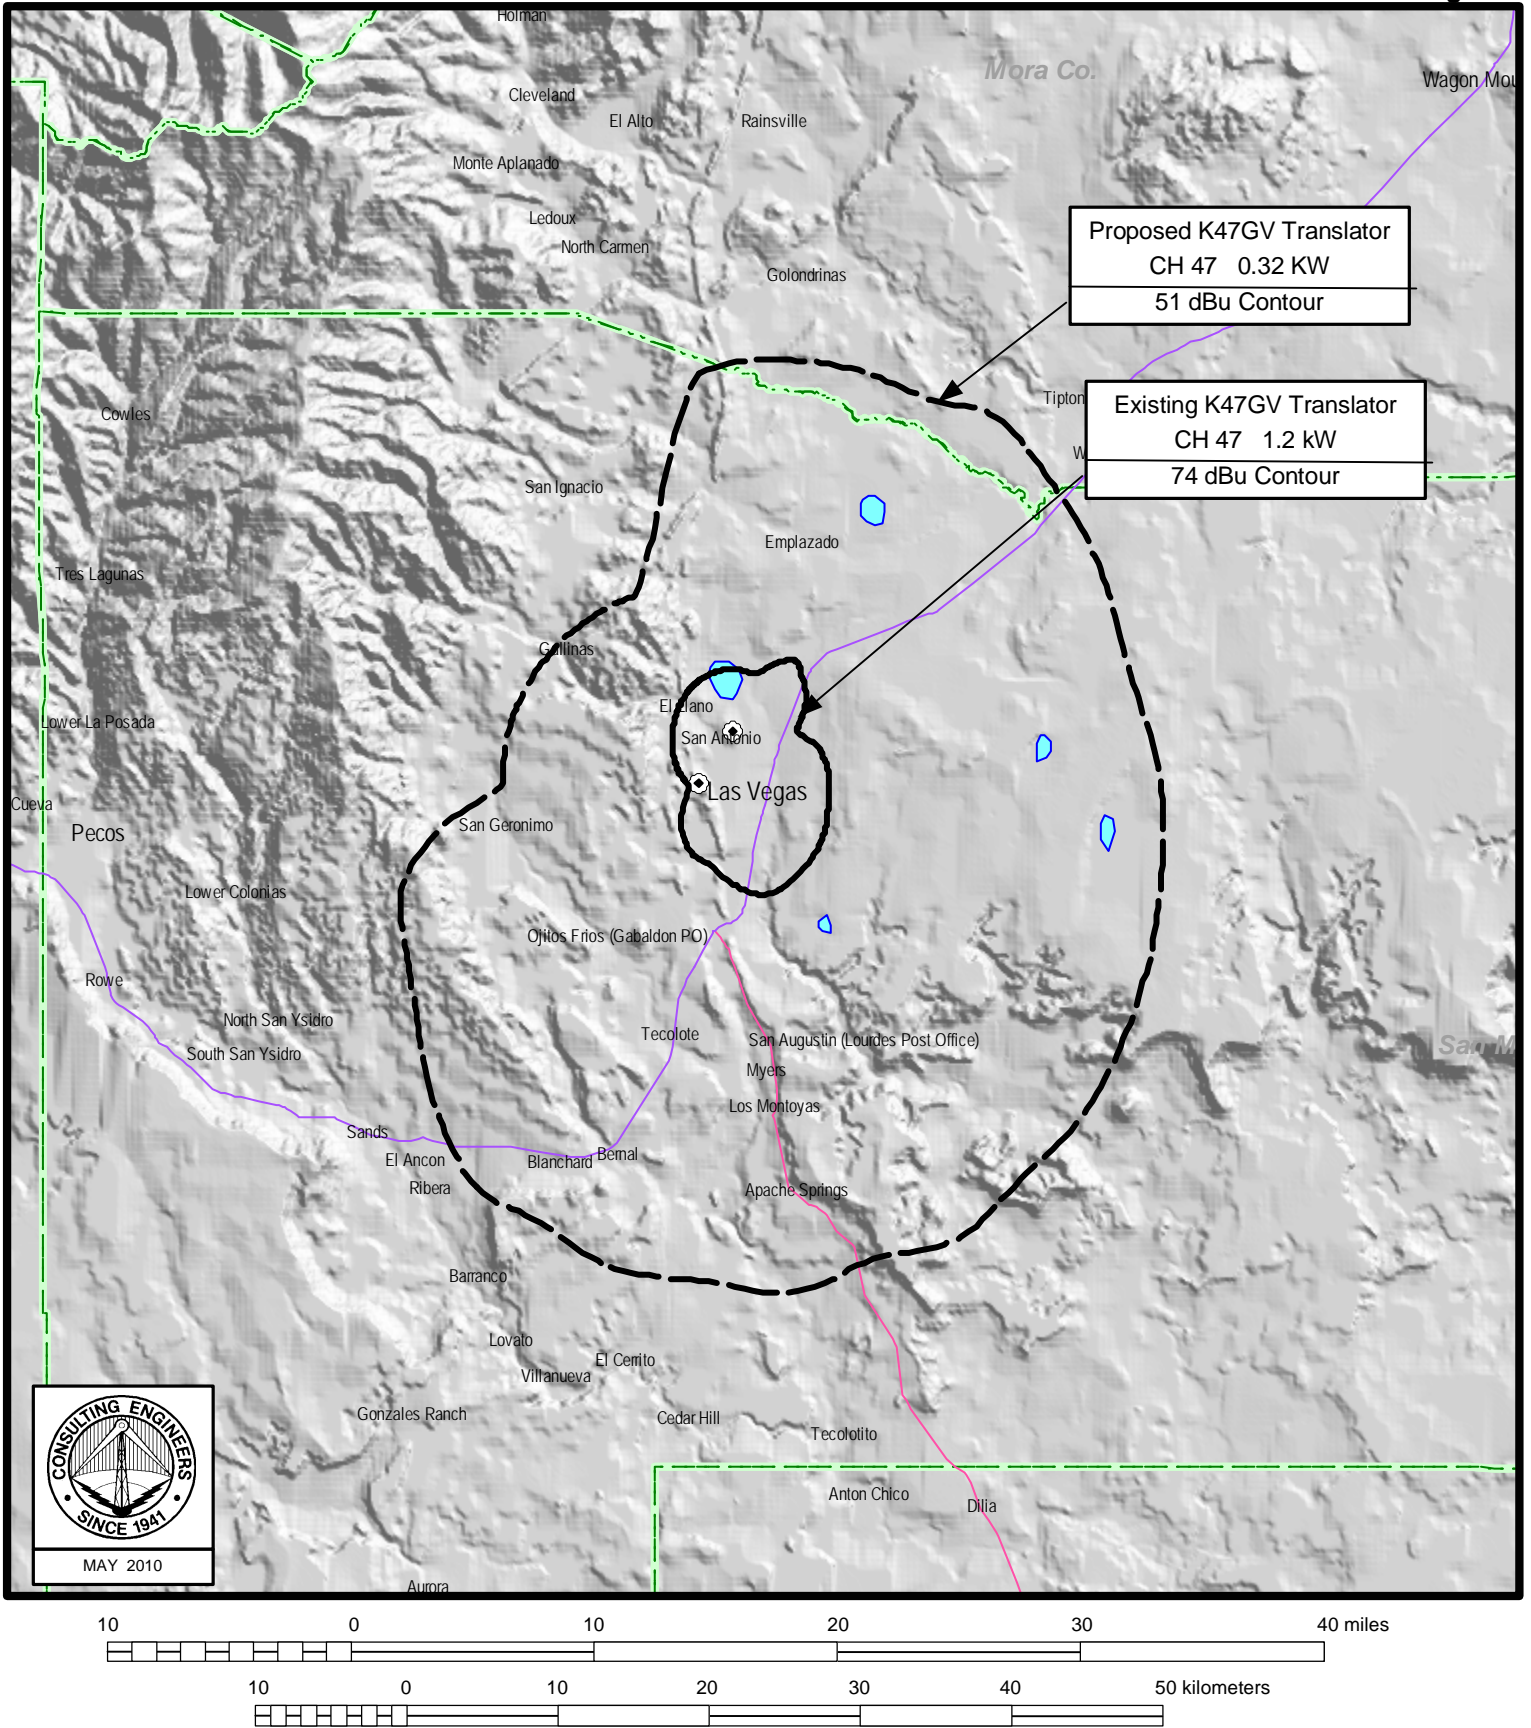 Holman
Mora Co.
Wagon Mou
Cleveland
El Alto
Rainsville
Monte Aplanado
Ledoux
North Carmen
Golondrinas
Proposed K47GV Translator
CH 47 0.32 KW
51 dBu Contour
Tipton
Existing K47GV Translator
CH 47 1.2 kW
74 dBu Contour
W
Cowles
San Ignacio
Emplazado
Tres Lagunas
Gallinas
El Llano
Lower La Posada
San Antonio
Las Vegas
Cueva
Pecos
San Geronimo
Lower Colonias
Ojitos Frios (Gabaldon PO)
Rowe
North San Ysidro
South San Ysidro
Tecolote
San Augustin (Lourdes Post Office)
San M
Myers
Los Montoyas
Sands
El Ancon
Blanchard
Bernal
Ribera
Apache Springs
Barranco
Lovato
El Cerrito
Villanueva
Gonzales Ranch
Cedar Hill
Tecolotito
Anton Chico
Dilia
Aurora
CONSULTING ENGINEERS
SINCE 1941
MAY 2010
10 0 10 20 30 40 miles
10 0 10 20 30 40 50 kilometers